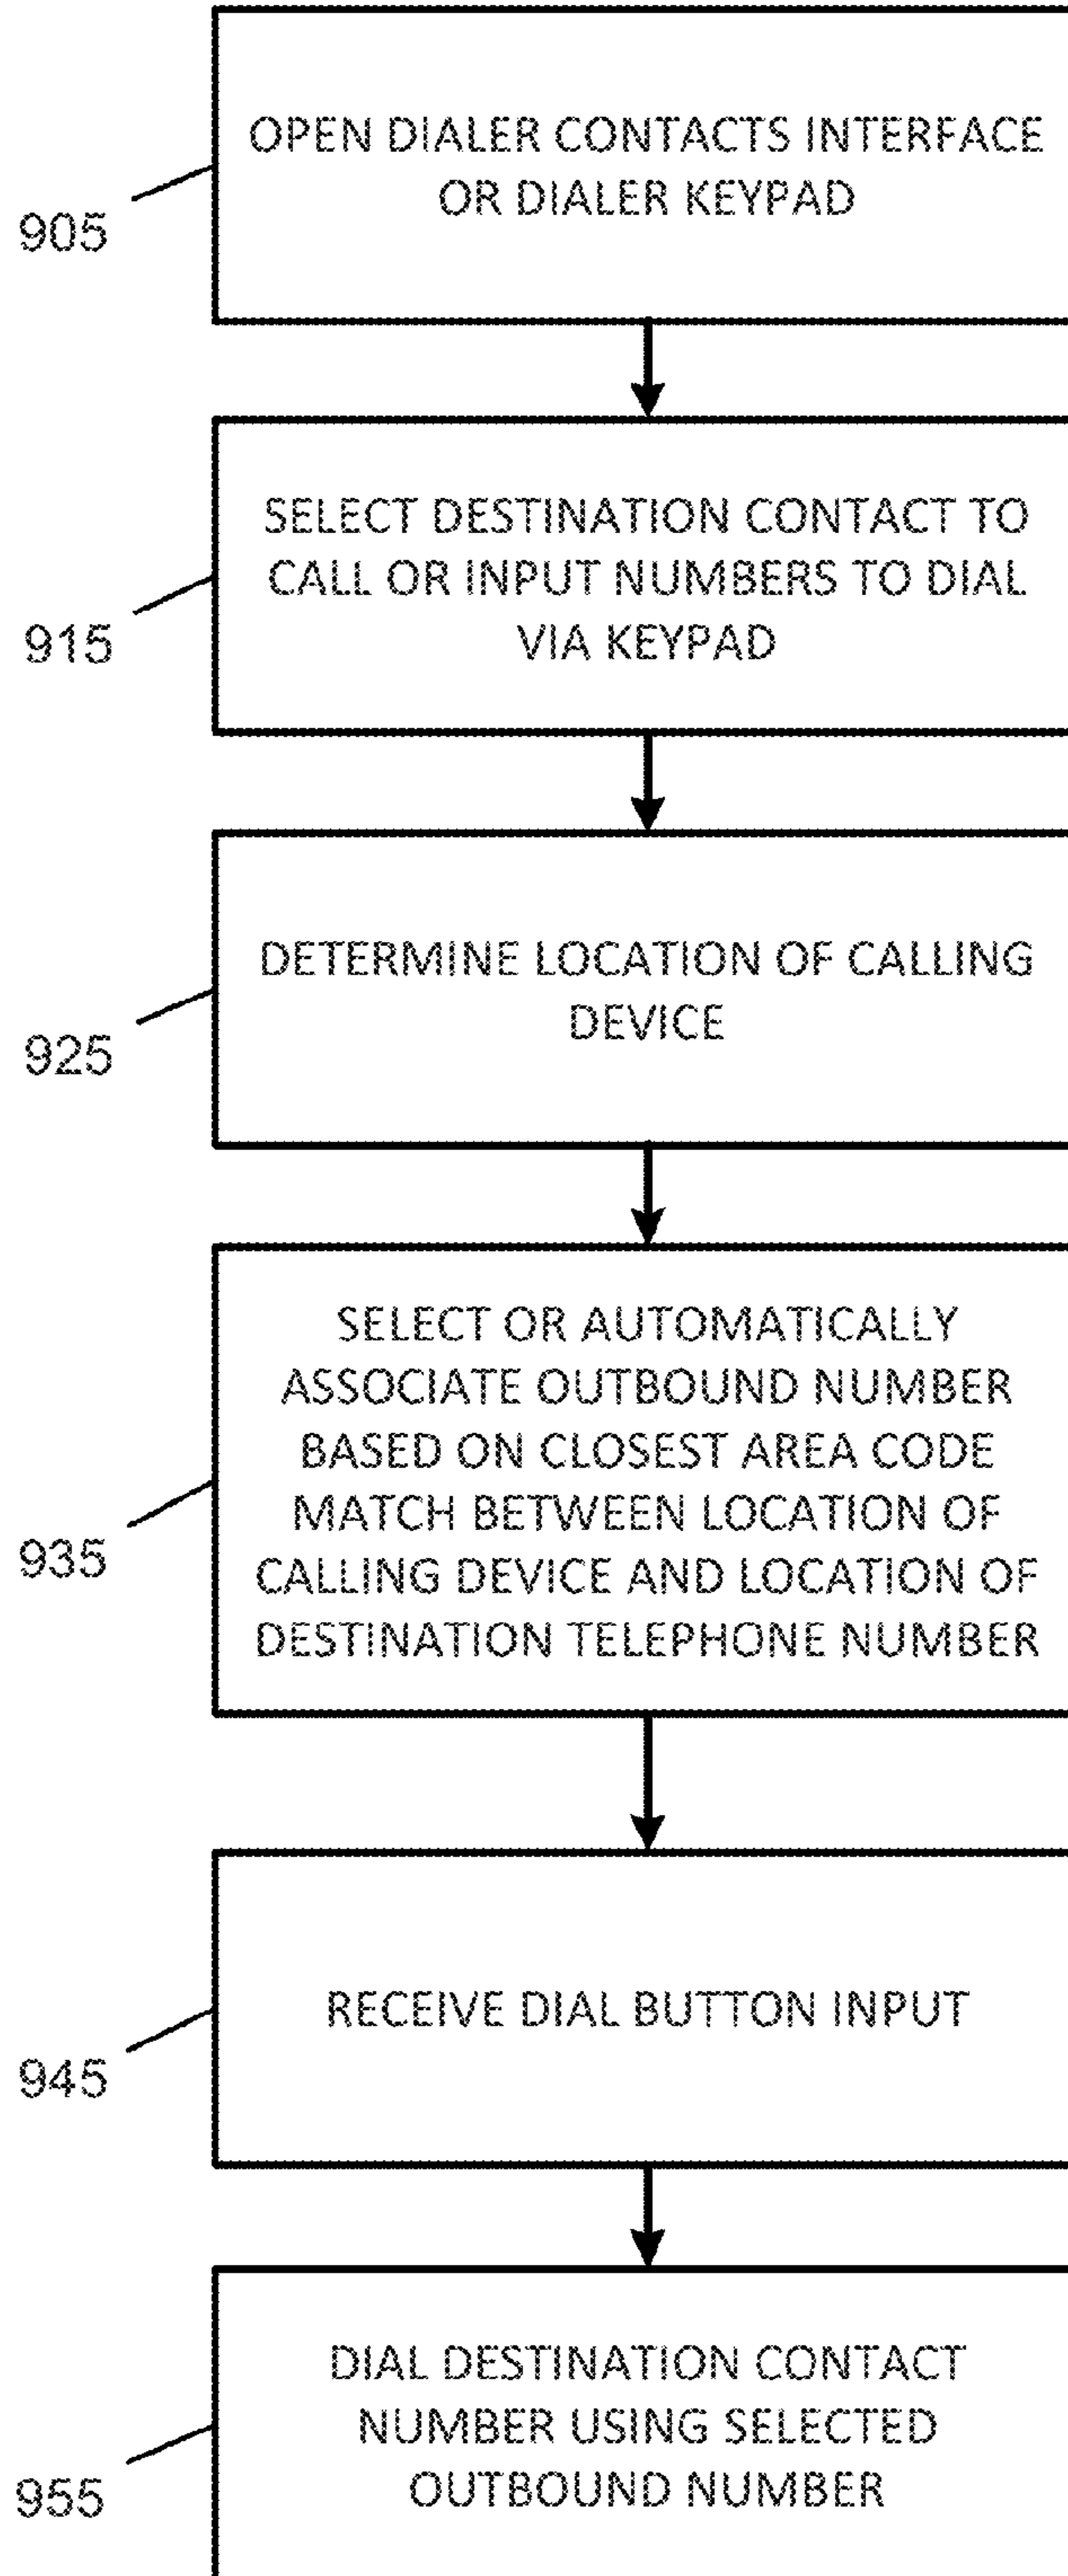 OPEN DIALER CONTACTS INTERFACE
OR DIALER KEYPAD
905
SELECT DESTINATION CONTACT TO
CALL OR INPUT NUMBERS TO DIAL
VIA KEYPAD
915
DETERMINE LOCATION OF CALLING
DEVICE
925
SELECT OR AUTOMATICALLY
ASSOCIATE OUTBOUND NUMBER
BASED ON CLOSEST AREA CODE
MATCH BETWEEN LOCATION OF
CALLING DEVICE AND LOCATION OF
DESTINATION TELEPHONE NUMBER
935
RECEIVE DIAL BUTTON INPUT
945
DIAL DESTINATION CONTACT
NUMBER USING SELECTED
OUTBOUND NUMBER
955